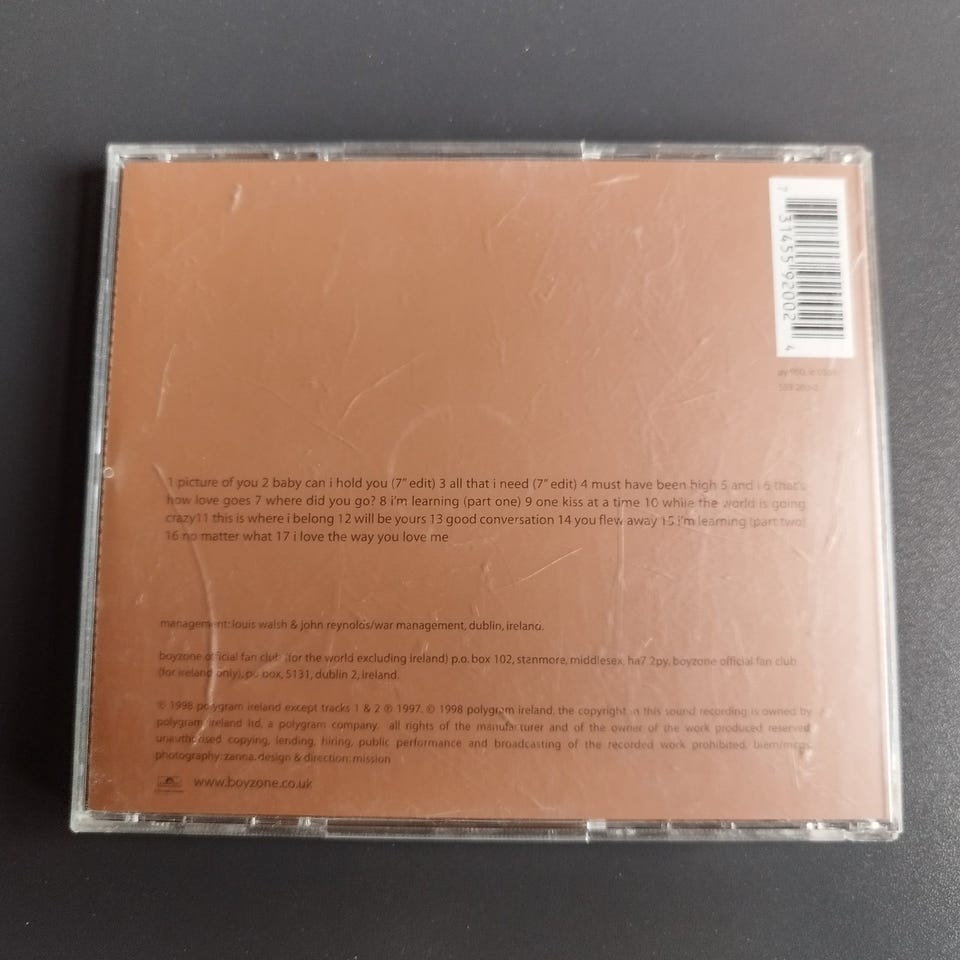 7 31455 92002 4
1 picture of you 2 baby can i hold you (7" edit) 3 all that i need (7" edit) 4 must have been high 5 and i 6 that's
how love goes 7 where did you go? 8 i'm learning (part one) 9 one kiss at a time 10 while the world is going
crazy11 this is where i belong 12 will be yours 13 good conversation 14 you flew away 15 i'm learning (part two)
16 no matter what 17 i love the way you love me
management: louis walsh & john reynolds/war management, dublin, ireland.
boyzone official fan club (for the world excluding ireland) p.o. box 102, stanmore, middlesex, ha7 2py. boyzone official fan club
(for ireland only), po box, 5131, dublin 2, ireland.
℗ 1998 polygram ireland except tracks 1 & 2 ℗ 1997. © 1998 polygram ireland. the copyright in this sound recording is owned by
polygram ireland ltd, a polygram company. all rights of the manufacturer and of the owner of the work produced reserved
unauthorised copying, lending, hiring, public performance and broadcasting of the recorded work prohibited. biem/mcps
photography: zanna. design & direction: mission
www.boyzone.co.uk